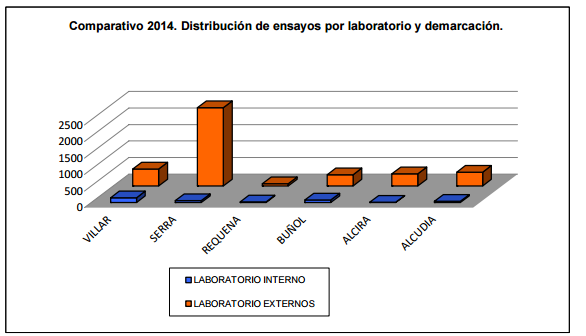 Comparativo 2014. Distribución de ensayos por laboratorio y demarcación.
2500
2000
1500
1000
500
0
VILLAR
SERRA
REQUENA
BUÑOL
ALCIRA
ALCUDIA
LABORATORIO INTERNO
LABORATORIO EXTERNOS